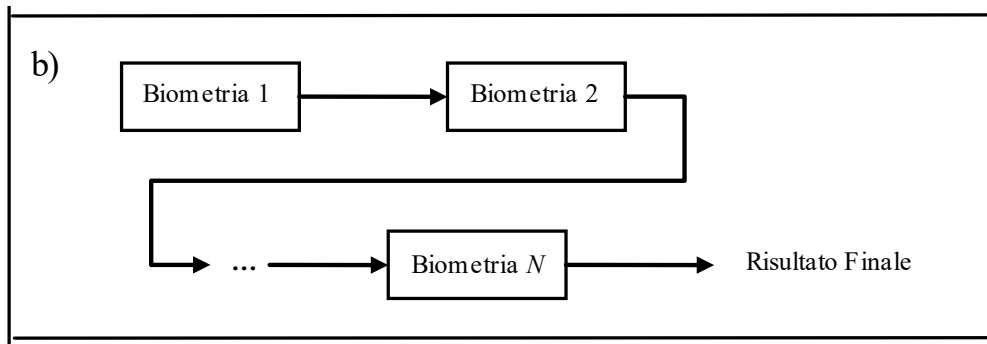 b)
Biometria 1
Biometria 2
...
Biometria N
Risultato Finale